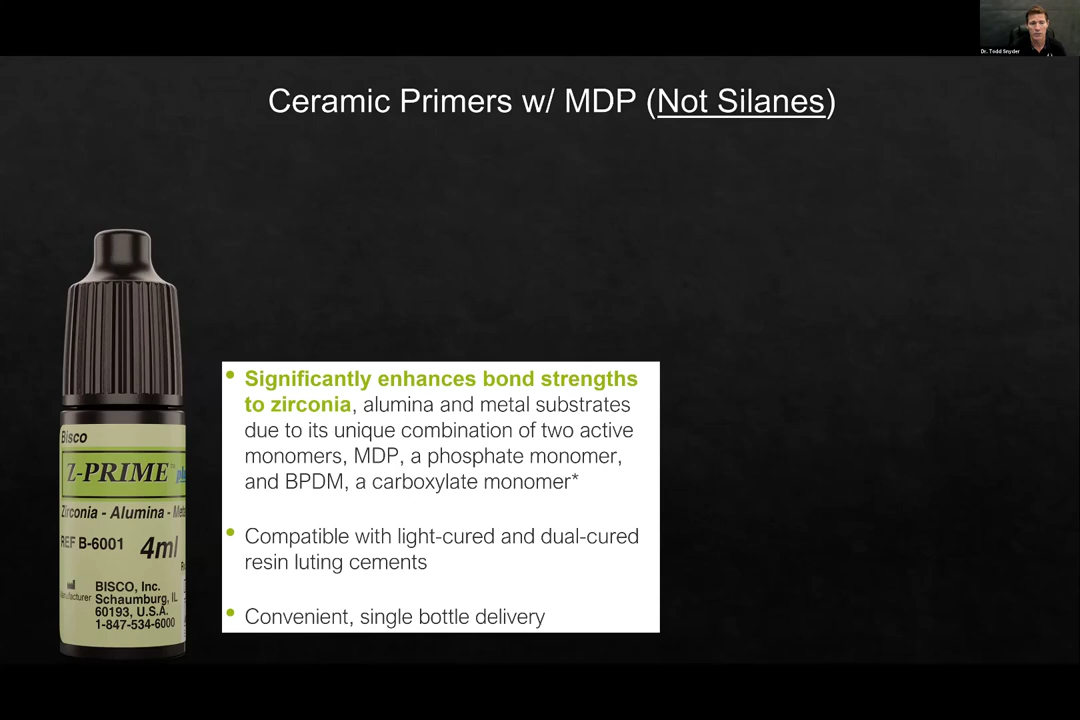 Dr. Todd Snyder
Ceramic Primers w/ MDP (Not Silanes)
• Significantly enhances bond strengths
to zirconia, alumina and metal substrates
due to its unique combination of two active
monomers, MDP, a phosphate monomer,
and BPDM, a carboxylate monomer*
• Compatible with light-cured and dual-cured
resin luting cements
• Convenient, single bottle delivery
Bisco
Z-PRIME™
Zirconia - Alumina -
REF B-6001 4ml
BISCO, Inc.
Schaumburg, IL
60193, U.S.A.
1-847-534-6000